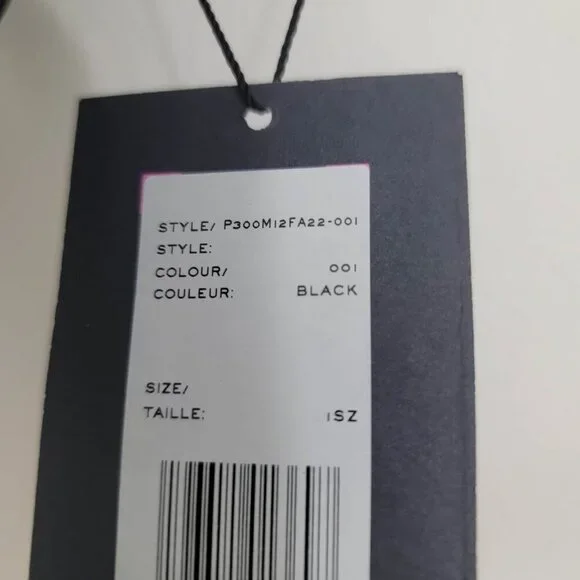 STYLE/ P300M12FA22-001
STYLE:
COLOUR/ 001
COULEUR: BLACK
SIZE/
TAILLE: 1SZ